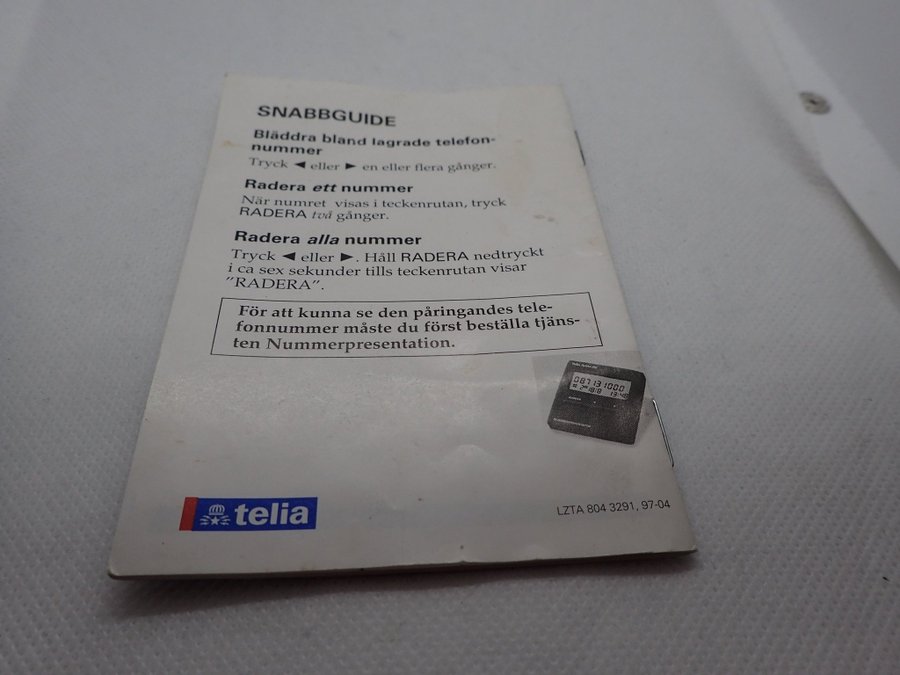 SNABBGUIDE
Bläddra bland lagrade telefon-
nummer
Tryck ◄ eller ► en eller flera gånger.
Radera ett nummer
När numret visas i teckenrutan, tryck
RADERA två gånger.
Radera alla nummer
Tryck ◄ eller ►. Håll RADERA nedtryckt
i ca sex sekunder tills teckenrutan visar
"RADERA".
För att kunna se den påringandes tele-
fonnummer måste du först beställa tjäns-
ten Nummerpresentation.
087131000
telia
LZTA 804 3291, 97-04